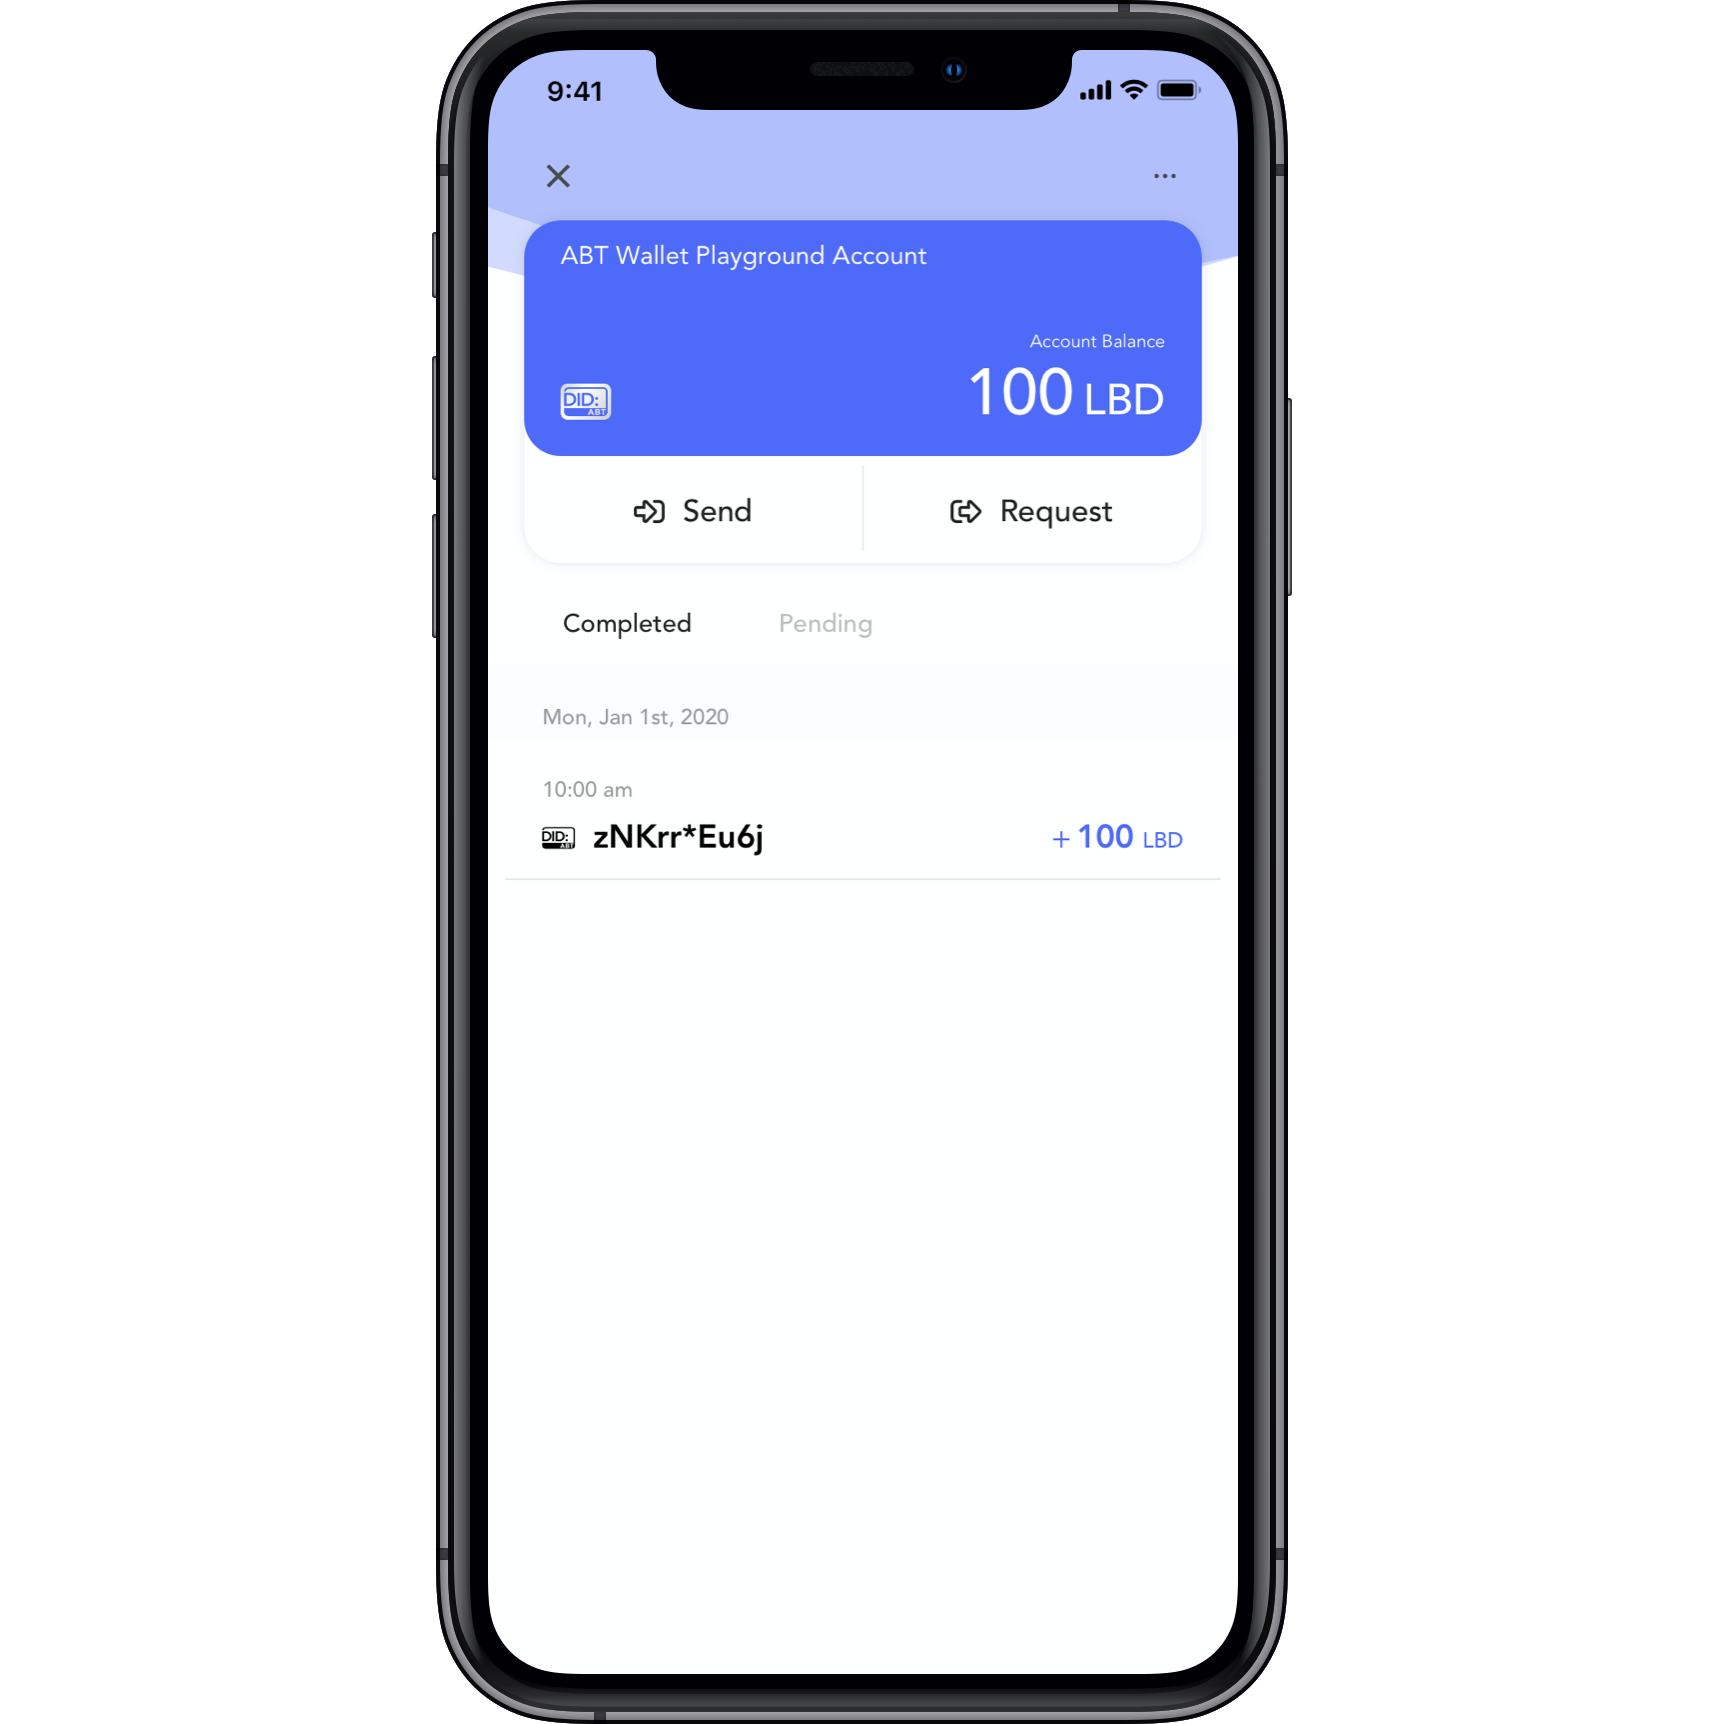 9:41
ABT Wallet Playground Account
Account Balance
DID:
ABT
100 LBD
Send
Request
Completed
Pending
Mon, Jan 1st, 2020
10:00 am
DID:
ABT
zNKrr*Eu6j
+ 100 LBD